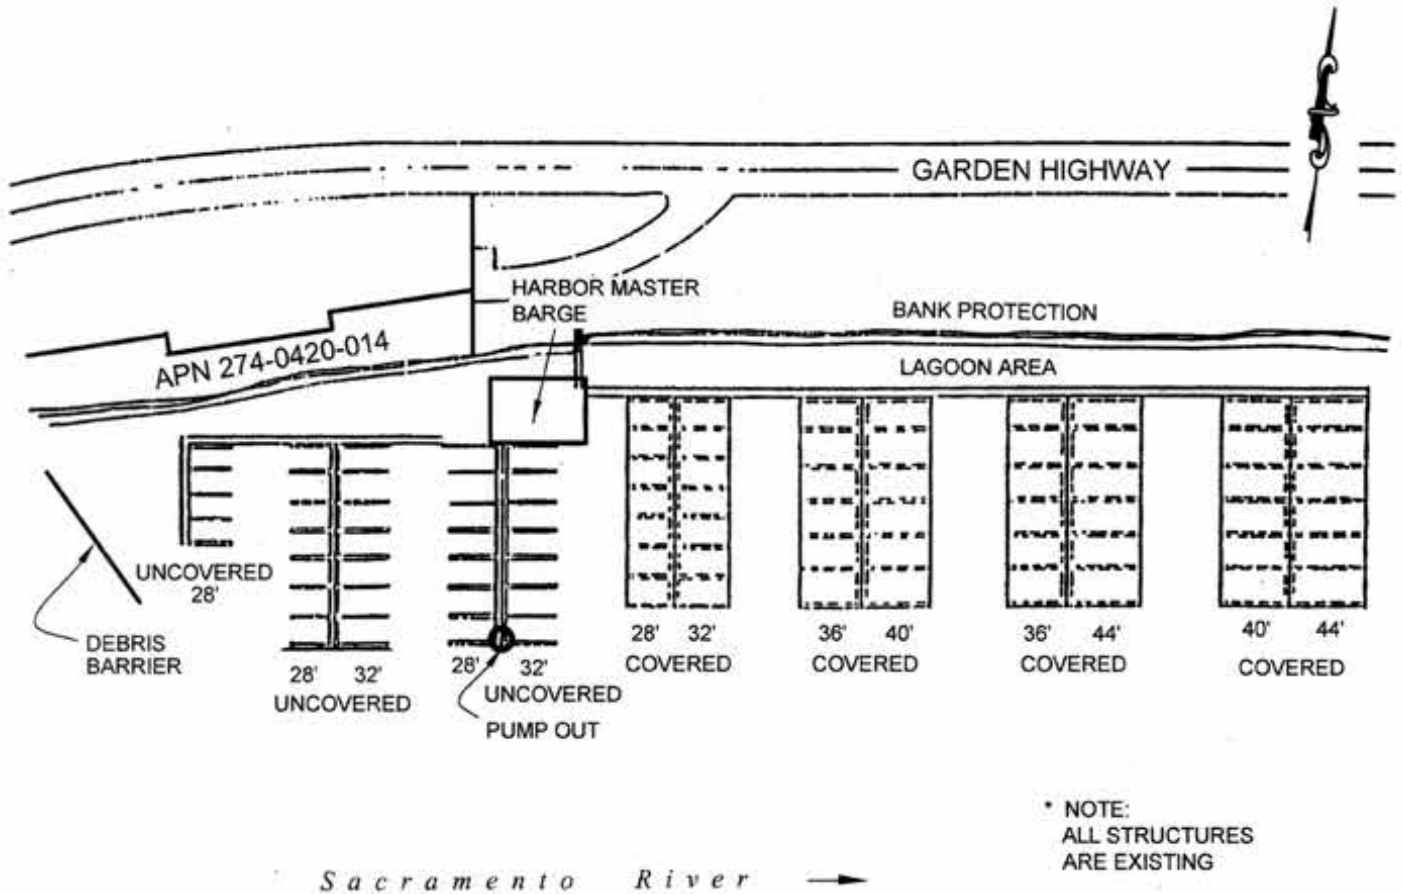 GARDEN HIGHWAY
HARBOR MASTER
BARGE
BANK PROTECTION
APN 274-0420-014
LAGOON AREA
UNCOVERED
28'
DEBRIS
BARRIER
28' 32'
UNCOVERED
28' 32'
UNCOVERED
PUMP OUT
28' 32'
COVERED
36' 40'
COVERED
36' 44'
COVERED
40' 44'
COVERED
* NOTE:
ALL STRUCTURES
ARE EXISTING
Sacramento River